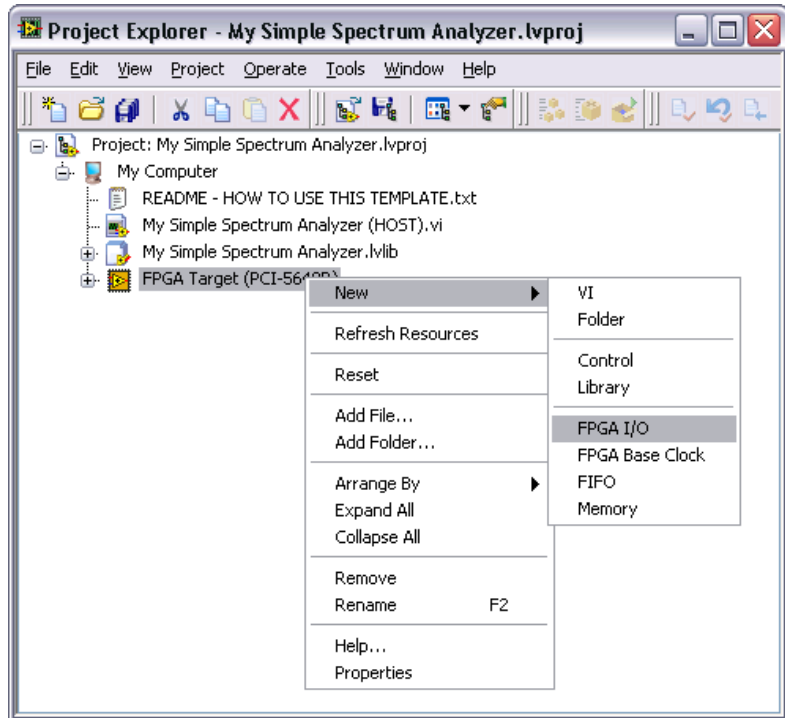 Project Explorer - My Simple Spectrum Analyzer.lvproj
File Edit View Project Operate Tools Window Help
Project: My Simple Spectrum Analyzer.lvproj
My Computer
README - HOW TO USE THIS TEMPLATE.txt
My Simple Spectrum Analyzer (HOST).vi
My Simple Spectrum Analyzer.lvlib
FPGA Target
New
Refresh Resources
Reset
Add File...
Add Folder...
Arrange By
Expand All
Collapse All
Remove
Rename F2
Help...
Properties
VI
Folder
Control
Library
FPGA I/O
FPGA Base Clock
FIFO
Memory